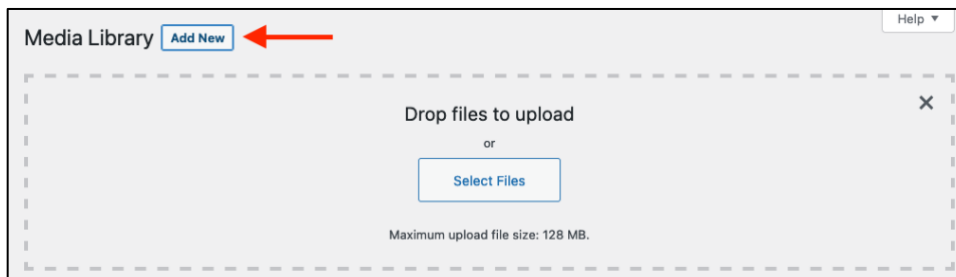 Help ▼
Media Library Add New
Drop files to upload
or
Select Files
Maximum upload file size: 128 MB.